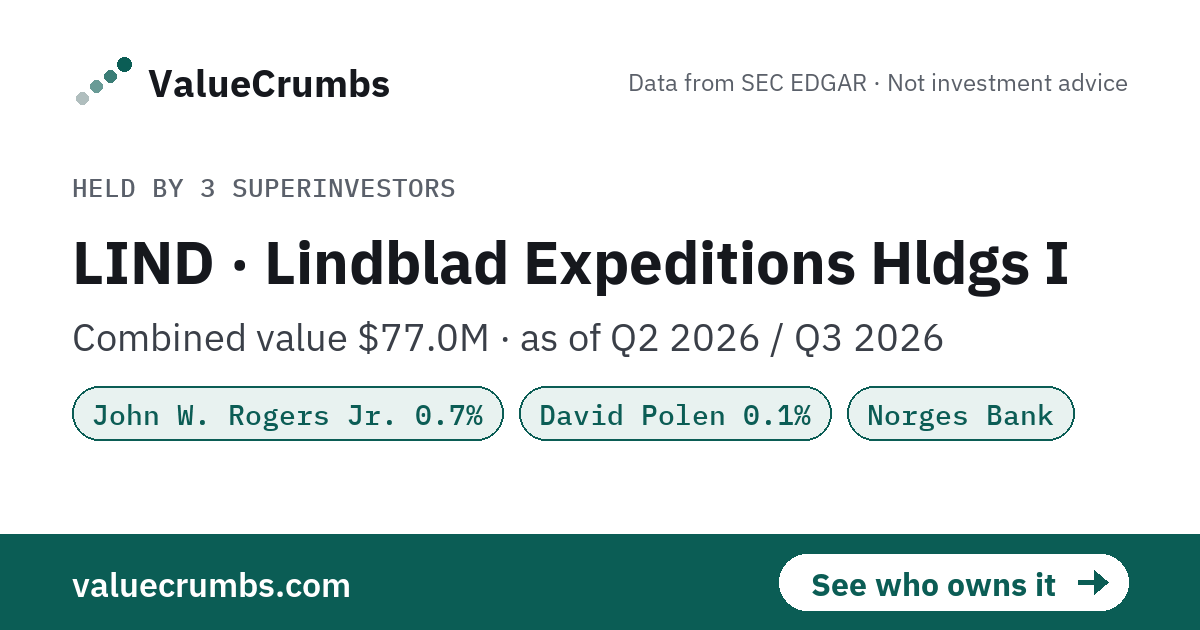 ValueCrumbs
Data from SEC EDGAR · Not investment advice
HELD BY 3 SUPERINVESTORS
LIND · Lindblad Expeditions Hldgs I
Combined value $77.0M · as of Q2 2026 / Q3 2026
John W. Rogers Jr. 0.7%
David Polen 0.1%
Norges Bank
valuecrumbs.com
See who owns it →